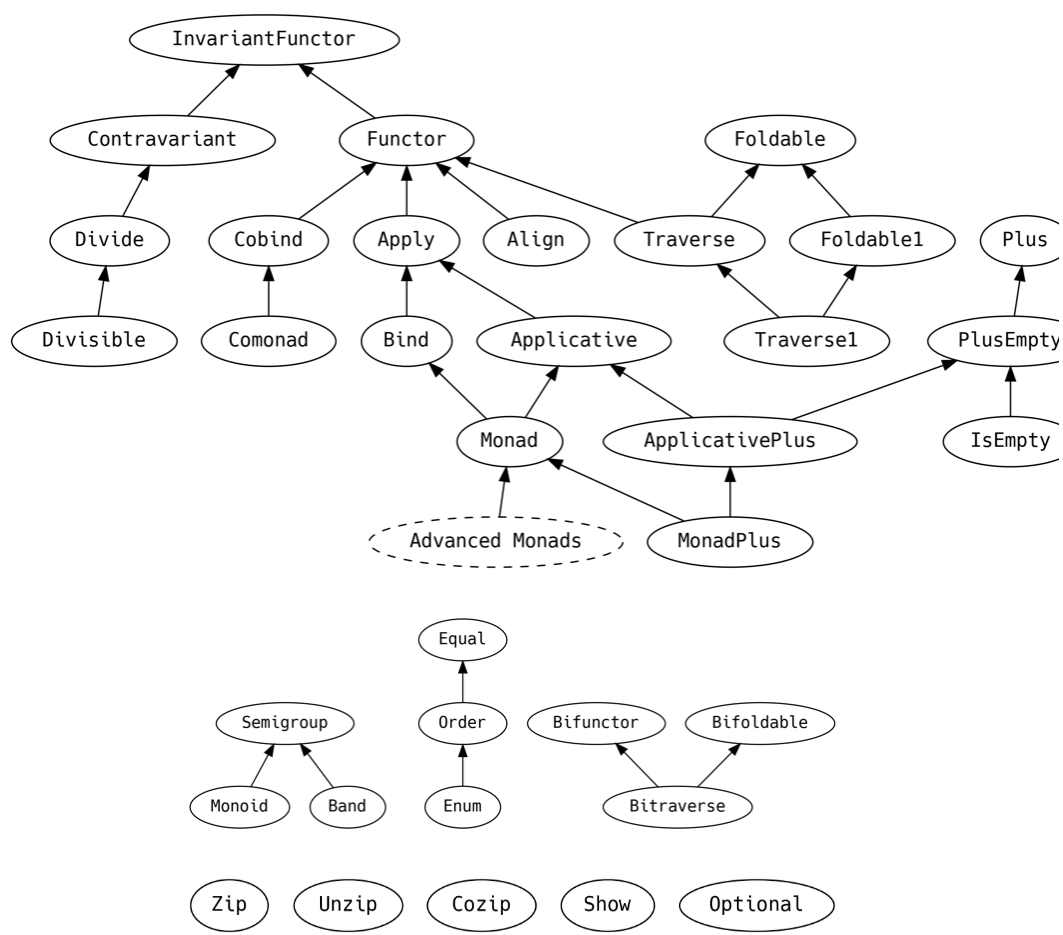 InvariantFunctor
Contravariant
Functor
Foldable
Divide
Cobind
Apply
Align
Traverse
Foldable1
Plus
Divisible
Comonad
Bind
Applicative
Traverse1
PlusEmpty
Monad
ApplicativePlus
IsEmpty
Advanced Monads
MonadPlus
Equal
Semigroup
Order
Bifunctor
Bifoldable
Monoid
Band
Enum
Bitraverse
Zip
Unzip
Cozip
Show
Optional